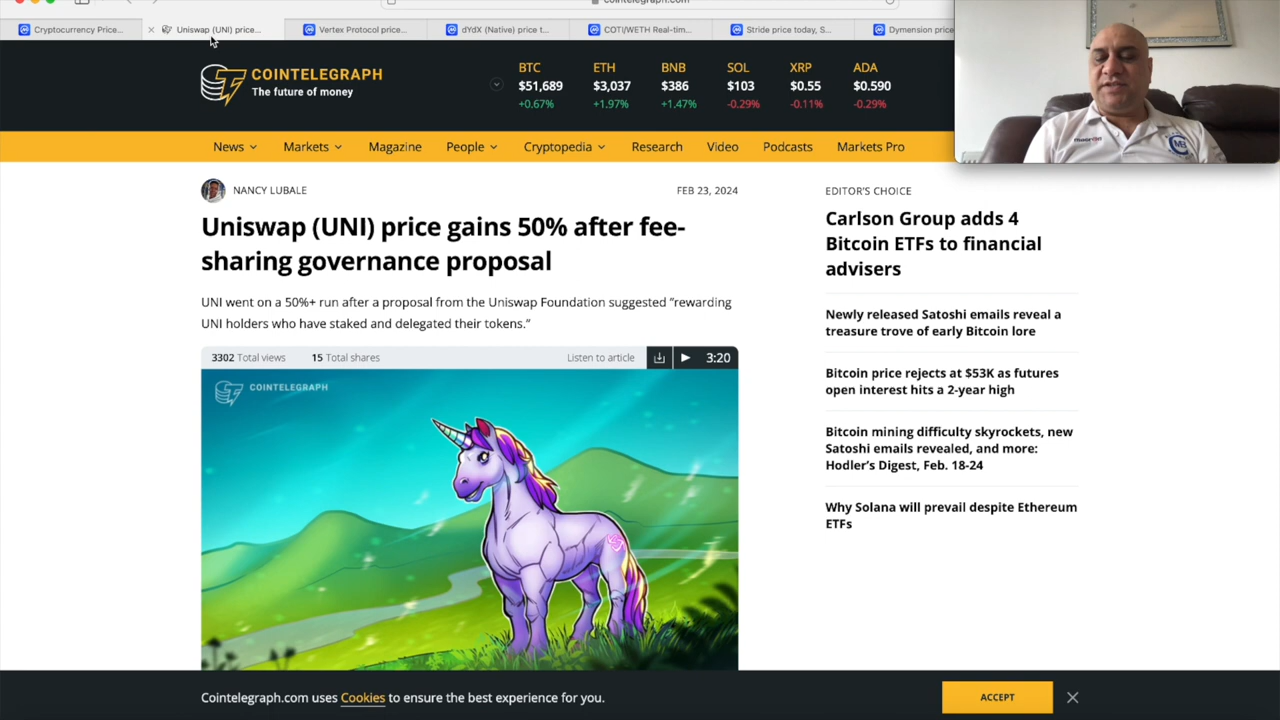 cointelegraph.com
Cryptocurrency Price...
Uniswap (UNI) price...
Vertex Protocol price...
dYdX (Native) price t...
COTI/WETH Real-tim...
Stride price today, S...
Dymension price
COINTELEGRAPH
The future of money
BTC
$51,689
+0.67%
ETH
$3,037
+1.97%
BNB
$386
+1.47%
SOL
$103
-0.29%
XRP
$0.55
-0.11%
ADA
$0.590
-0.29%
News
Markets
Magazine
People
Cryptopedia
Research
Video
Podcasts
Markets Pro
NANCY LUBALE
FEB 23, 2024
Uniswap (UNI) price gains 50% after fee-
sharing governance proposal
UNI went on a 50%+ run after a proposal from the Uniswap Foundation suggested “rewarding
UNI holders who have staked and delegated their tokens.”
3302 Total views
15 Total shares
Listen to article
3:20
COINTELEGRAPH
EDITOR'S CHOICE
Carlson Group adds 4
Bitcoin ETFs to financial
advisers
Newly released Satoshi emails reveal a
treasure trove of early Bitcoin lore
Bitcoin price rejects at $53K as futures
open interest hits a 2-year high
Bitcoin mining difficulty skyrockets, new
Satoshi emails revealed, and more:
Hodler’s Digest, Feb. 18-24
Why Solana will prevail despite Ethereum
ETFs
Cointelegraph.com uses Cookies to ensure the best experience for you.
ACCEPT